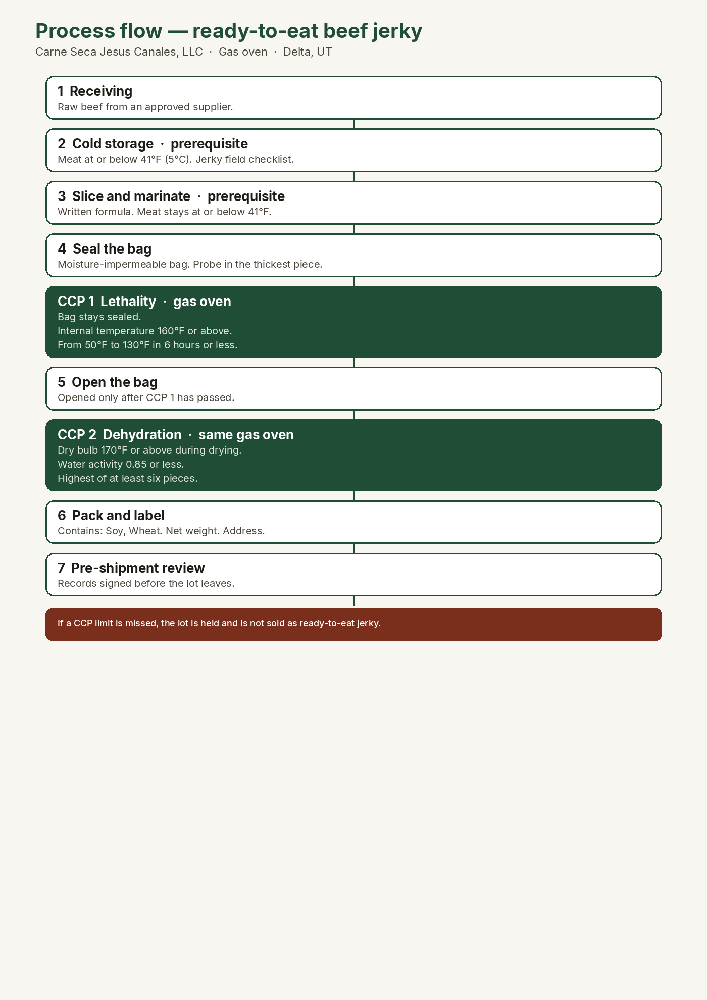 Process flow — ready-to-eat beef jerky
Carne Seca Jesus Canales, LLC · Gas oven · Delta, UT
1 Receiving
Raw beef from an approved supplier.
2 Cold storage · prerequisite
Meat at or below 41°F (5°C). Jerky field checklist.
3 Slice and marinate · prerequisite
Written formula. Meat stays at or below 41°F.
4 Seal the bag
Moisture-impermeable bag. Probe in the thickest piece.
CCP 1 Lethality · gas oven
Bag stays sealed.
Internal temperature 160°F or above.
From 50°F to 130°F in 6 hours or less.
5 Open the bag
Opened only after CCP 1 has passed.
CCP 2 Dehydration · same gas oven
Dry bulb 170°F or above during drying.
Water activity 0.85 or less.
Highest of at least six pieces.
6 Pack and label
Contains: Soy, Wheat. Net weight. Address.
7 Pre-shipment review
Records signed before the lot leaves.
If a CCP limit is missed, the lot is held and is not sold as ready-to-eat jerky.